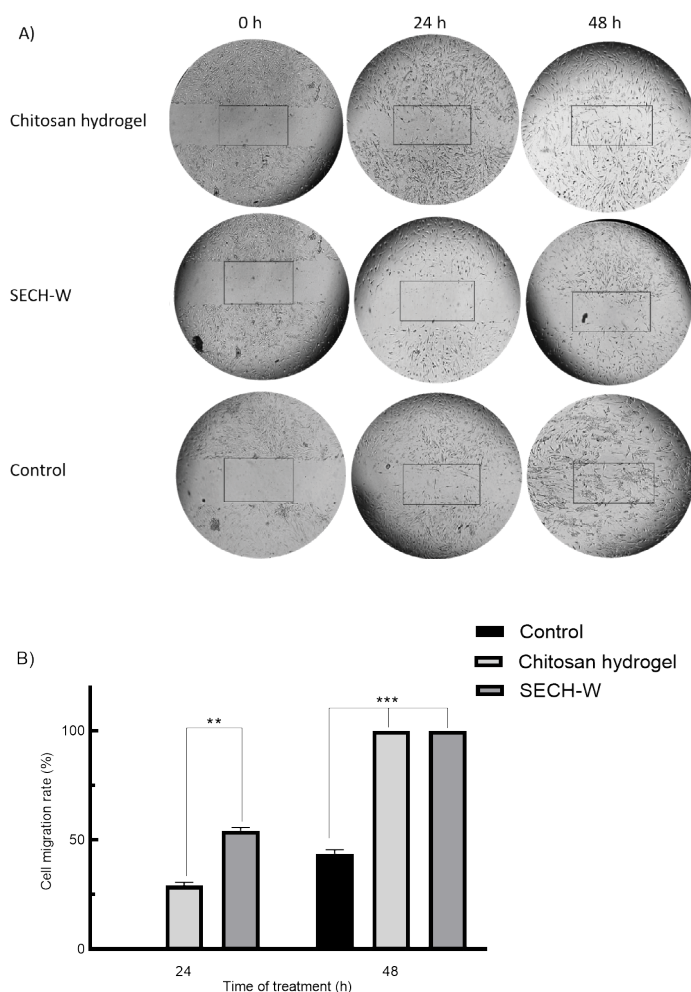 A)
0 h
24 h
48 h
Chitosan hydrogel
SECH-W
Control
B)
Control
Chitosan hydrogel
SECH-W
**
***
100
50
0
Cell migration rate (%)
24
48
Time of treatment (h)